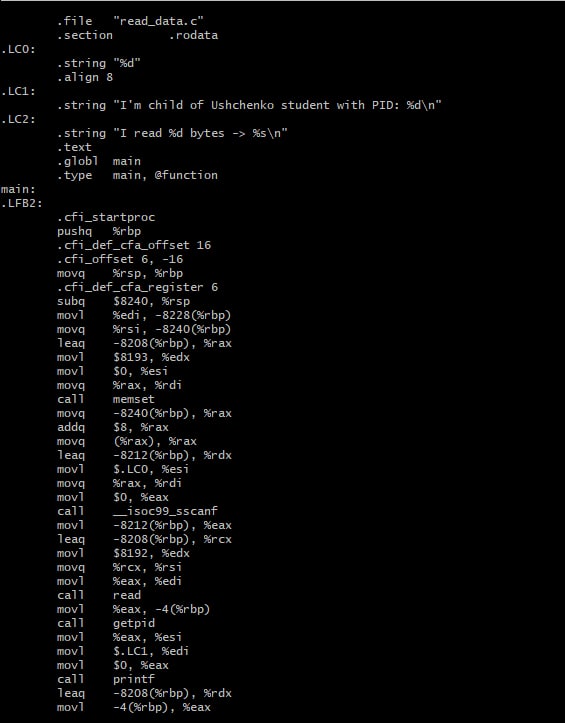 .file "read_data.c"
.section .rodata
.LC0:
.string "%d"
.align 8
.LC1:
.string "I'm child of Ushchenko student with PID: %d\n"
.LC2:
.string "I read %d bytes -> %s\n"
.text
.globl main
.type main, @function
main:
.LFB2:
.cfi_startproc
pushq %rbp
.cfi_def_cfa_offset 16
.cfi_offset 6, -16
movq %rsp, %rbp
.cfi_def_cfa_register 6
subq $8240, %rsp
movl %edi, -8228(%rbp)
movq %rsi, -8240(%rbp)
leaq -8208(%rbp), %rax
movl $8193, %edx
movl $0, %esi
movq %rax, %rdi
call memset
movq -8240(%rbp), %rax
addq $8, %rax
movq (%rax), %rax
leaq -8212(%rbp), %rdx
movl $.LC0, %esi
movq %rax, %rdi
movl $0, %eax
call __isoc99_sscanf
movl -8212(%rbp), %eax
leaq -8208(%rbp), %rcx
movl $8192, %edx
movq %rcx, %rsi
movl %eax, %edi
call read
movl %eax, -4(%rbp)
call getpid
movl %eax, %esi
movl $.LC1, %edi
movl $0, %eax
call printf
leaq -8208(%rbp), %rdx
movl -4(%rbp), %eax